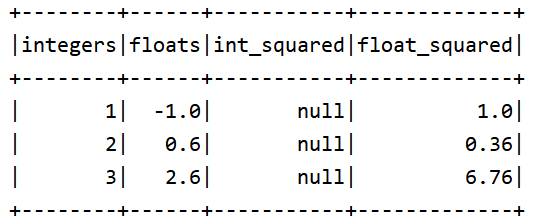 +--------+------+-----------+-------------+
|integers|floats|int_squared|float_squared|
+--------+------+-----------+-------------+
|       1|  -1.0|       null|          1.0|
|       2|   0.6|       null|         0.36|
|       3|   2.6|       null|         6.76|
+--------+------+-----------+-------------+